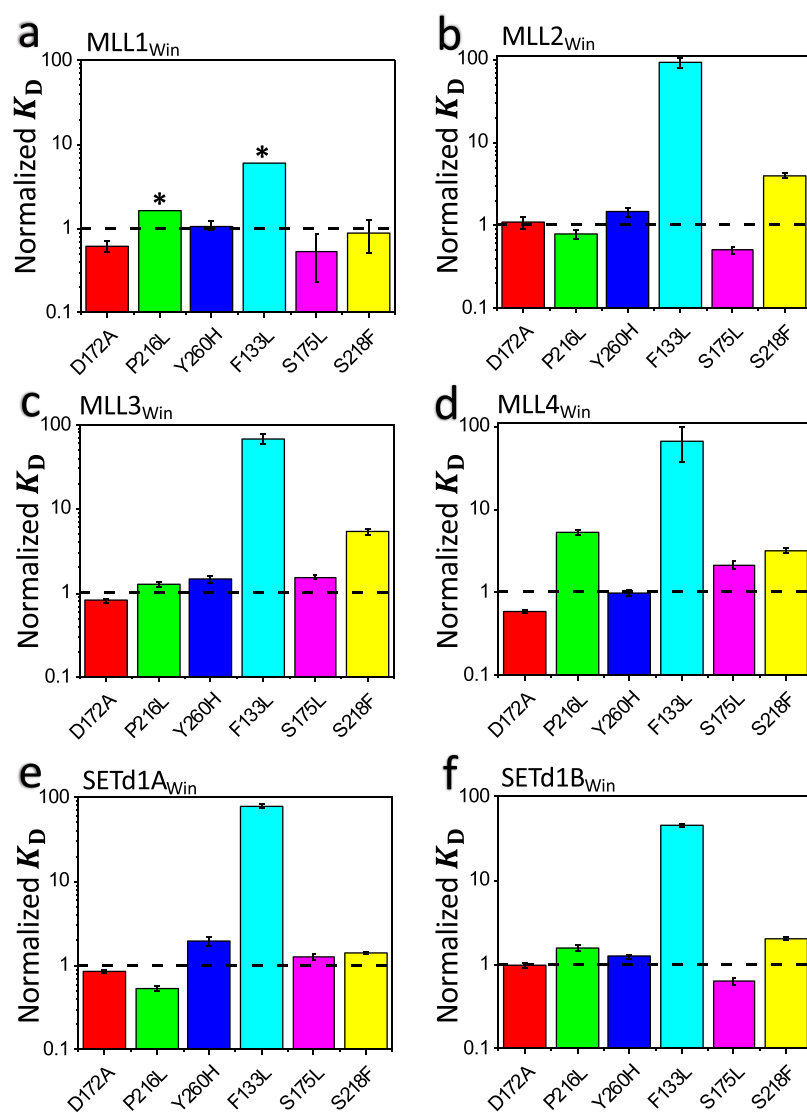 a MLL1Win
Normalized KD
100
10
1
0.1
* *
D172A P216L Y260H F133L S175L S218F
b MLL2Win
Normalized KD
100
10
1
0.1
D172A P216L Y260H F133L S175L S218F
c MLL3Win
Normalized KD
100
10
1
0.1
D172A P216L Y260H F133L S175L S218F
d MLL4Win
Normalized KD
100
10
1
0.1
D172A P216L Y260H F133L S175L S218F
e SETd1AWin
Normalized KD
100
10
1
0.1
D172A P216L Y260H F133L S175L S218F
f SETd1BWin
Normalized KD
100
10
1
0.1
D172A P216L Y260H F133L S175L S218F